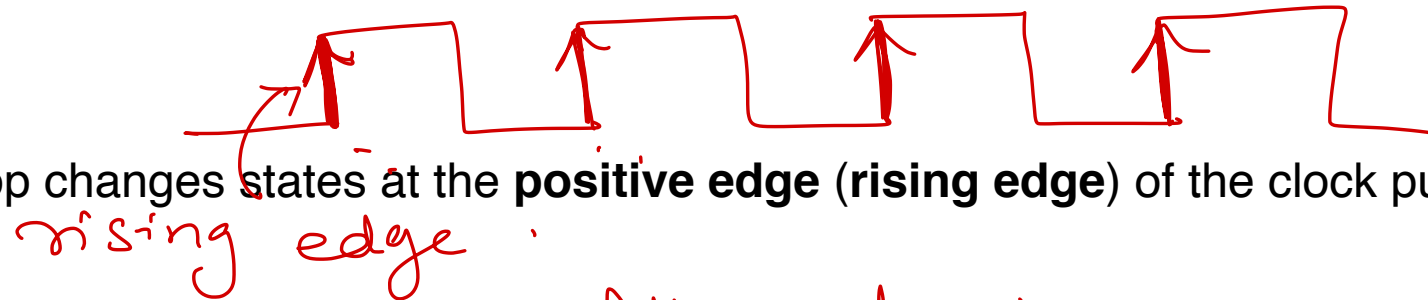 op changes states at the positive edge (rising edge) of the clock pu
rising edge